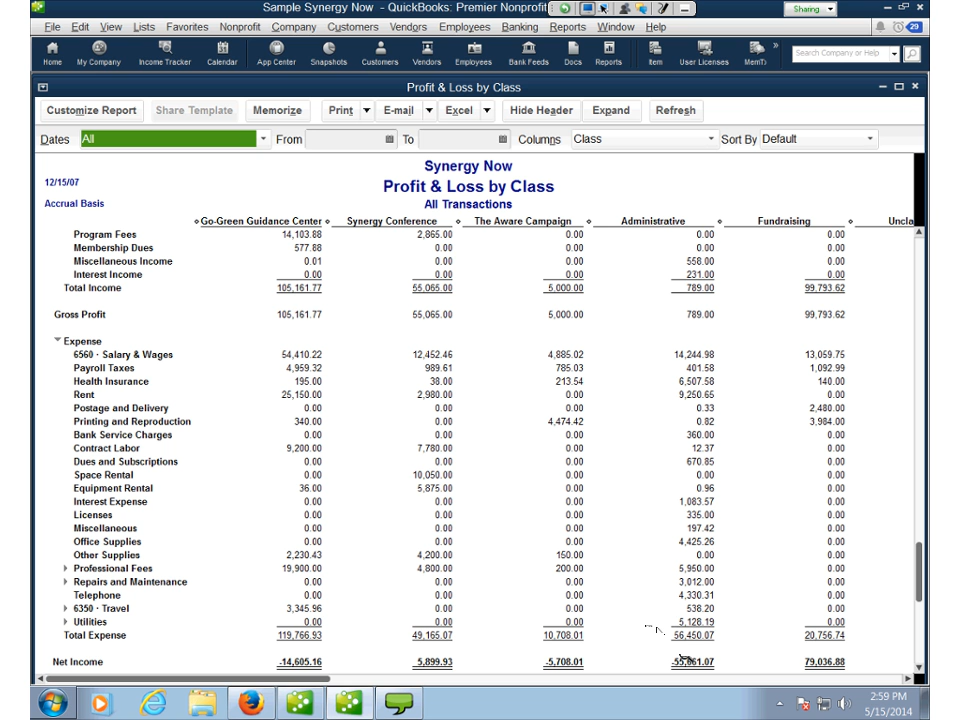 Sample Synergy Now - QuickBooks: Premier Nonprofit
Sharing
File Edit View Lists Favorites Nonprofit Company Customers Vendors Employees Banking Reports Window Help
29
Home My Company Income Tracker Calendar App Center Snapshots Customers Vendors Employees Bank Feeds Docs Reports Item User Licenses MemTi
Search Company or Help
Profit & Loss by Class
Customize Report Share Template Memorize Print E-mail Excel Hide Header Expand Refresh
Dates All From To Columns Class Sort By Default
Synergy Now
12/15/07 Profit & Loss by Class
Accrual Basis All Transactions
Go-Green Guidance Center Synergy Conference The Aware Campaign Administrative Fundraising Uncla
Program Fees 14,103.88 2,865.00 0.00 0.00 0.00
Membership Dues 577.88 0.00 0.00 0.00 0.00
Miscellaneous Income 0.01 0.00 0.00 558.00 0.00
Interest Income 0.00 0.00 0.00 231.00 0.00
Total Income 105,161.77 55,065.00 5,000.00 789.00 99,793.62
Gross Profit 105,161.77 55,065.00 5,000.00 789.00 99,793.62
Expense
6560 · Salary & Wages 54,410.22 12,452.46 4,885.02 14,244.98 13,059.75
Payroll Taxes 4,959.32 989.61 785.03 401.58 1,092.99
Health Insurance 195.00 38.00 213.54 6,507.58 140.00
Rent 25,150.00 2,980.00 0.00 9,250.65 0.00
Postage and Delivery 0.00 0.00 0.00 0.33 2,480.00
Printing and Reproduction 340.00 0.00 4,474.42 0.82 3,984.00
Bank Service Charges 0.00 0.00 0.00 360.00 0.00
Contract Labor 9,200.00 7,780.00 0.00 12.37 0.00
Dues and Subscriptions 0.00 0.00 0.00 670.85 0.00
Space Rental 0.00 10,050.00 0.00 0.00 0.00
Equipment Rental 36.00 5,875.00 0.00 0.96 0.00
Interest Expense 0.00 0.00 0.00 1,083.57 0.00
Licenses 0.00 0.00 0.00 335.00 0.00
Miscellaneous 0.00 0.00 0.00 197.42 0.00
Office Supplies 0.00 0.00 0.00 4,425.26 0.00
Other Supplies 2,230.43 4,200.00 150.00 0.00 0.00
Professional Fees 19,900.00 4,800.00 200.00 5,950.00 0.00
Repairs and Maintenance 0.00 0.00 0.00 3,012.00 0.00
Telephone 0.00 0.00 0.00 4,330.31 0.00
6350 · Travel 3,345.96 0.00 0.00 538.20 0.00
Utilities 0.00 0.00 0.00 5,128.19 0.00
Total Expense 119,766.93 49,165.07 10,708.01 56,450.07 20,756.74
Net Income -14,605.16 5,899.93 -5,708.01 -55,661.07 79,036.88
2:59 PM
5/15/2014